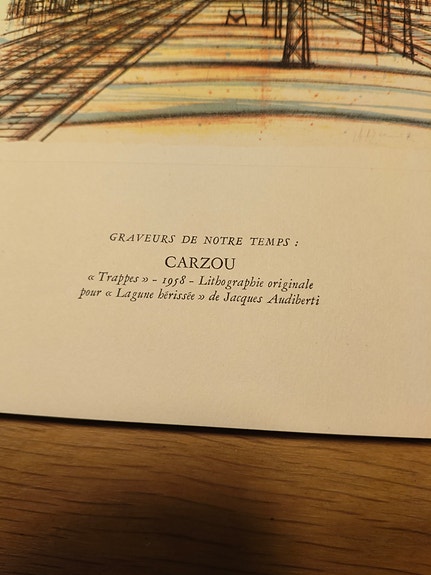 GRAVEURS DE NOTRE TEMPS :
CARZOU
« Trappes » - 1958 - Lithographie originale
pour « Lagune hérissée » de Jacques Audiberti